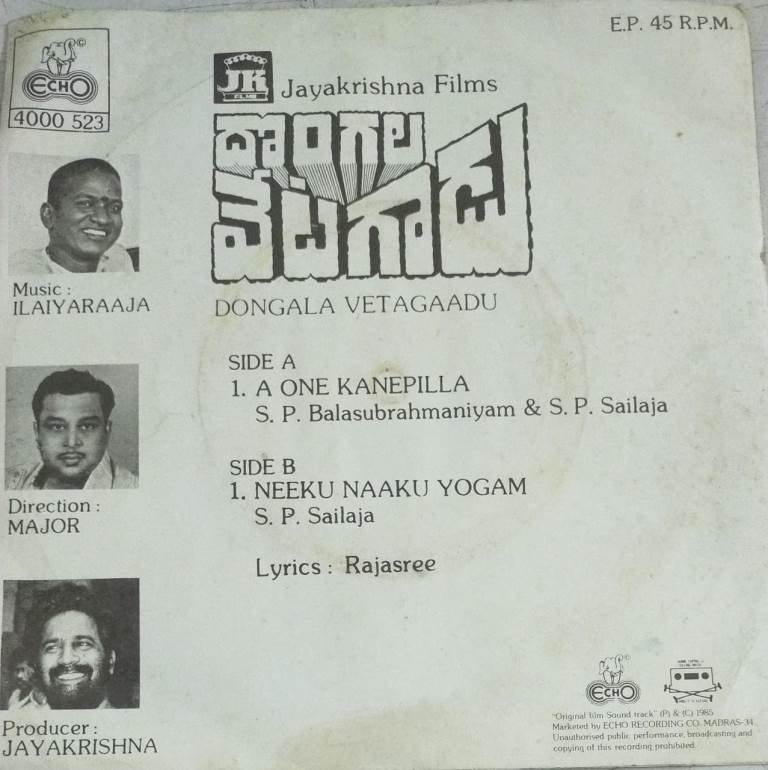 E.P. 45 R.P.M.
ECHO
4000 523
JK
FILMS
Jayakrishna Films
దొంగల
వేటగాడు
DONGALA VETAGAADU
Music :
ILAIYARAAJA
SIDE A
1. A ONE KANEPILLA
S. P. Balasubrahmaniyam & S. P. Sailaja
SIDE B
1. NEEKU NAAKU YOGAM
S. P. Sailaja
Lyrics : Rajasree
Direction :
MAJOR
Producer :
JAYAKRISHNA
ECHO
"Original film Sound track" (P) & (C) 1985
Marketed by ECHO RECORDING CO. MADRAS-34.
Unauthorised public performance, broadcasting and
copying of this recording prohibited.